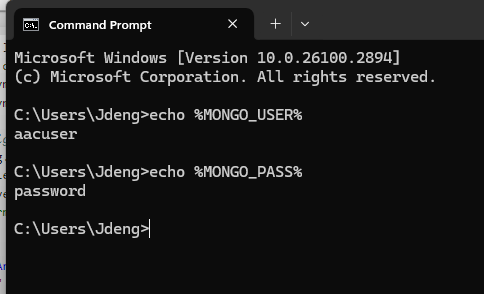 Command Prompt
Microsoft Windows [Version 10.0.26100.2894]
(c) Microsoft Corporation. All rights reserved.
C:\Users\Jdeng>echo %MONGO_USER%
aacuser
C:\Users\Jdeng>echo %MONGO_PASS%
password
C:\Users\Jdeng>